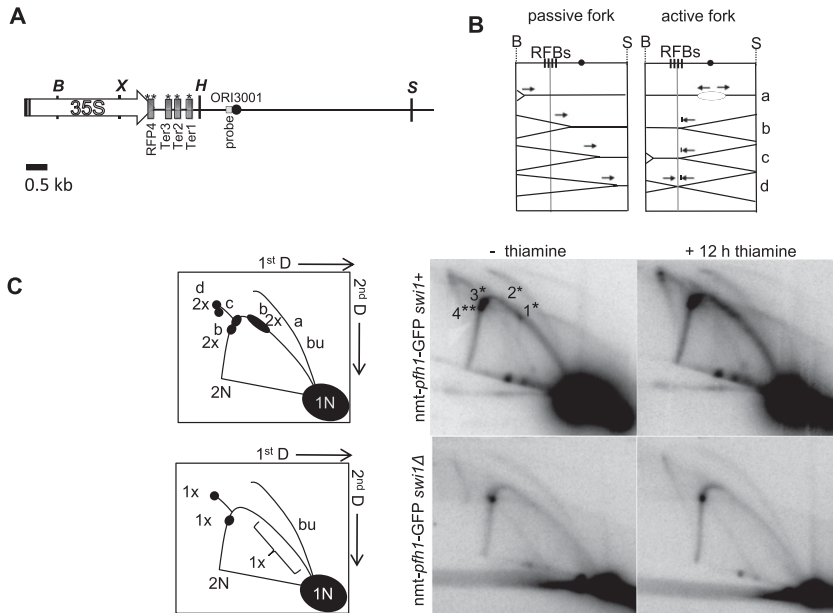 A
B
X
H
S
35S
** * * *
RFP4
Ter3
Ter2
Ter1
probe
ORI3001
0.5 kb
B
passive fork
active fork
B
S
B
S
RFBs
RFBs
a
b
c
d
C
1st D
2nd D
d
2x
c
b
2x
b
2x
a
bu
2N
1N
1st D
2nd D
1x
1x
1x
bu
2N
1N
- thiamine
+ 12 h thiamine
nmt-pfh1-GFP swi1+
3*
2*
4**
1*
nmt-pfh1-GFP swi1Δ